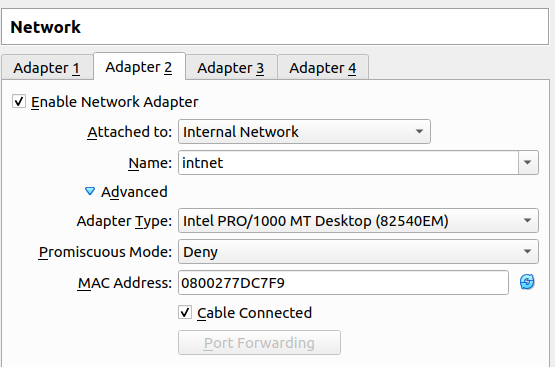 Network
Adapter 1 Adapter 2 Adapter 3 Adapter 4
Enable Network Adapter
Attached to: Internal Network
Name: intnet
Advanced
Adapter Type: Intel PRO/1000 MT Desktop (82540EM)
Promiscuous Mode: Deny
MAC Address: 0800277DC7F9
Cable Connected
Port Forwarding